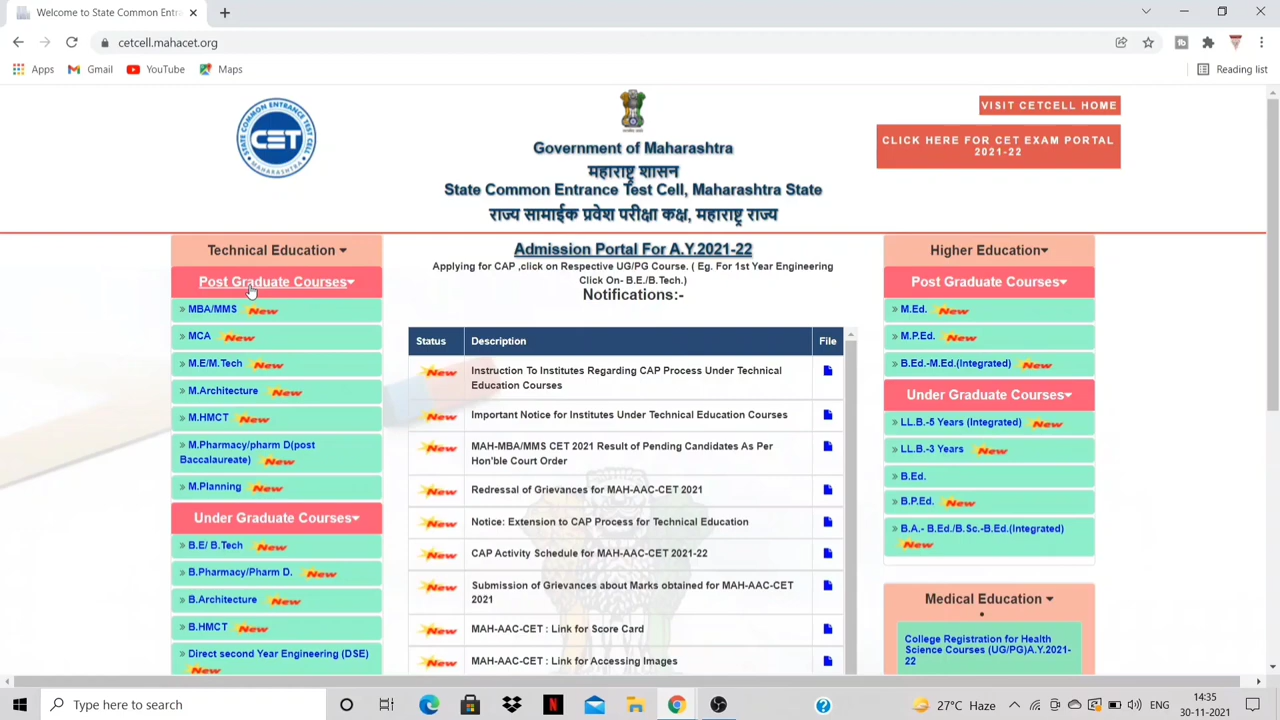 Welcome to State Common Entr
cetcell.mahacet.org
Apps
Gmail
YouTube
Maps
Reading list
STATE COMMON ENTRANCE TEST CELL
CET
MAHARASHTRA
Government of Maharashtra
महाराष्ट्र शासन
State Common Entrance Test Cell, Maharashtra State
राज्य सामाईक प्रवेश परीक्षा कक्ष, महाराष्ट्र राज्य
VISIT CETCELL HOME
CLICK HERE FOR CET EXAM PORTAL
2021-22
Technical Education
Post Graduate Courses
» MBA/MMS New
» MCA New
» M.E/M.Tech New
» M.Architecture New
» M.HMCT New
» M.Pharmacy/pharm D(post
Baccalaureate) New
» M.Planning New
Under Graduate Courses
» B.E/ B.Tech New
» B.Pharmacy/Pharm D. New
» B.Architecture New
» B.HMCT New
» Direct second Year Engineering (DSE)
New
Admission Portal For A.Y.2021-22
Applying for CAP ,click on Respective UG/PG Course. ( Eg. For 1st Year Engineering
Click On- B.E./B.Tech.)
Notifications:-
Status Description File
New Instruction To Institutes Regarding CAP Process Under Technical
Education Courses
New Important Notice for Institutes Under Technical Education Courses
New MAH-MBA/MMS CET 2021 Result of Pending Candidates As Per
Hon'ble Court Order
New Redressal of Grievances for MAH-AAC-CET 2021
New Notice: Extension to CAP Process for Technical Education
New CAP Activity Schedule for MAH-AAC-CET 2021-22
New Submission of Grievances about Marks obtained for MAH-AAC-CET
2021
New MAH-AAC-CET : Link for Score Card
New MAH-AAC-CET : Link for Accessing Images
Higher Education
Post Graduate Courses
» M.Ed. New
» M.P.Ed. New
» B.Ed.-M.Ed.(Integrated) New
Under Graduate Courses
» LL.B.-5 Years (Integrated) New
» LL.B.-3 Years New
» B.Ed.
» B.P.Ed. New
» B.A.- B.Ed./B.Sc.-B.Ed.(Integrated)
New
Medical Education
College Registration for Health
Science Courses (UG/PG)A.Y.2021-
22
Type here to search
27°C Haze
ENG
14:35
30-11-2021